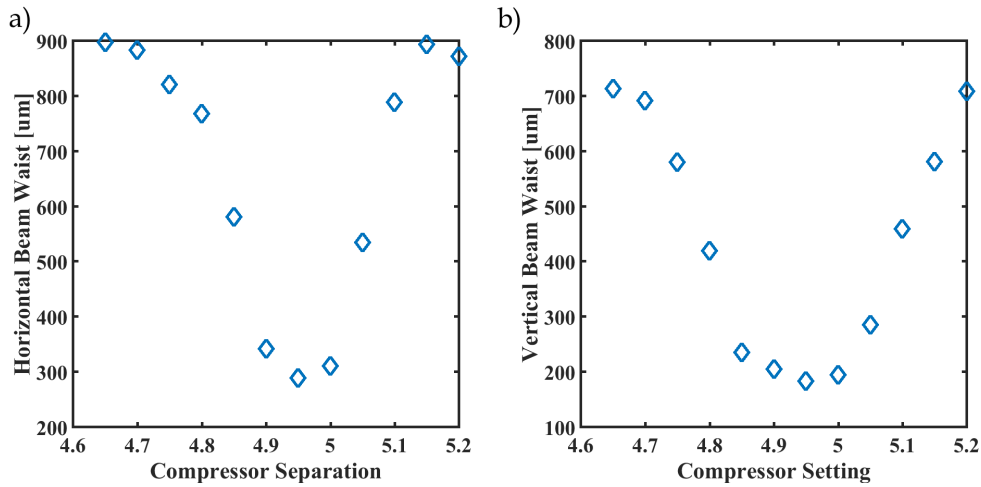 a)
900
800
700
600
500
400
300
200
Horizontal Beam Waist [um]
4.6 4.7 4.8 4.9 5 5.1 5.2
Compressor Separation
b)
800
700
600
500
400
300
200
100
Vertical Beam Waist [um]
4.6 4.7 4.8 4.9 5 5.1 5.2
Compressor Setting